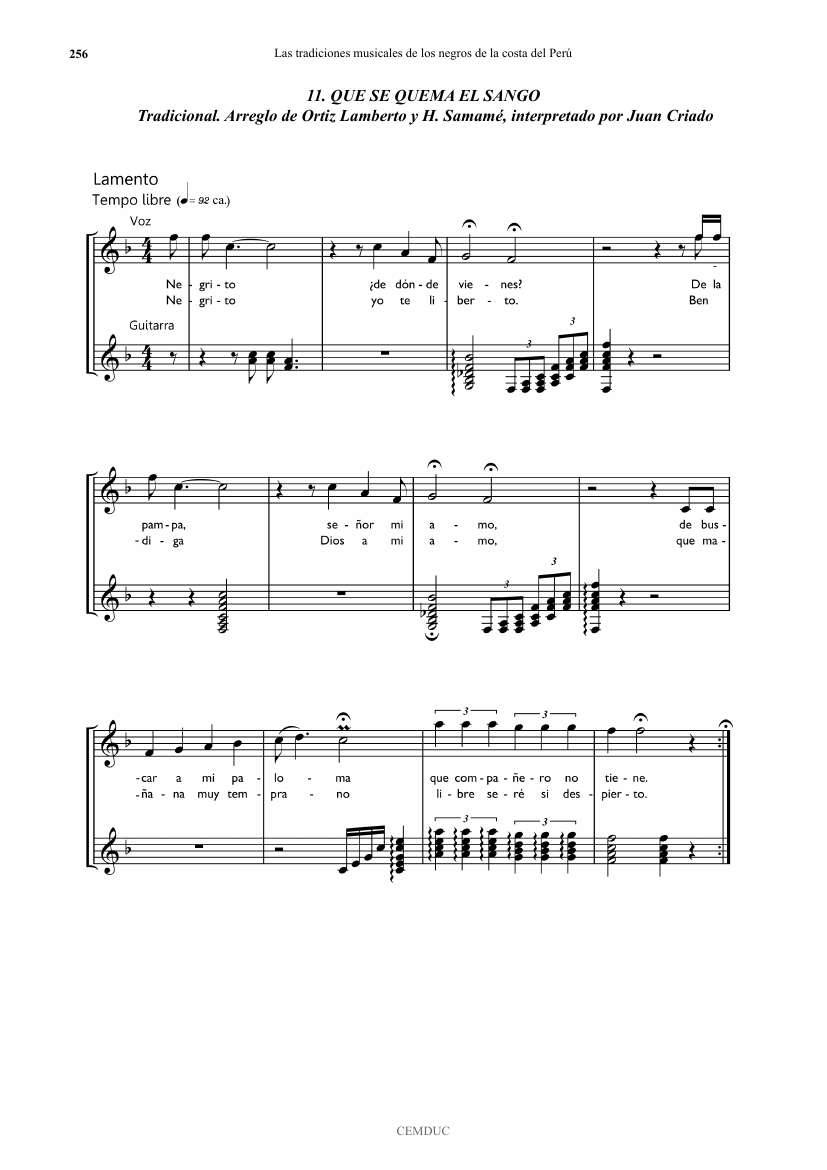 256
Las tradiciones musicales de los negros de la costa del Perú
11. QUE SE QUEMA EL SANGO
Tradicional. Arreglo de Ortiz Lamberto y H. Samamé, interpretado por Juan Criado
Lamento
Tempo libre (♩= 92 ca.)
Voz
Ne - gri - to ¿de dón - de vie - nes? De la
Ne - gri - to yo te li - ber - to. Ben
Guitarra
3 3
pam - pa, se - ñor mi a - mo, de bus -
- di - ga Dios a mi a - mo, que ma -
3 3
3 3
- car a mi pa - lo - ma que com - pa - ñe - ro no tie - ne.
- ña - na muy tem - pra - no li - bre se - ré si des - pier - to.
3 3
CEMDUC